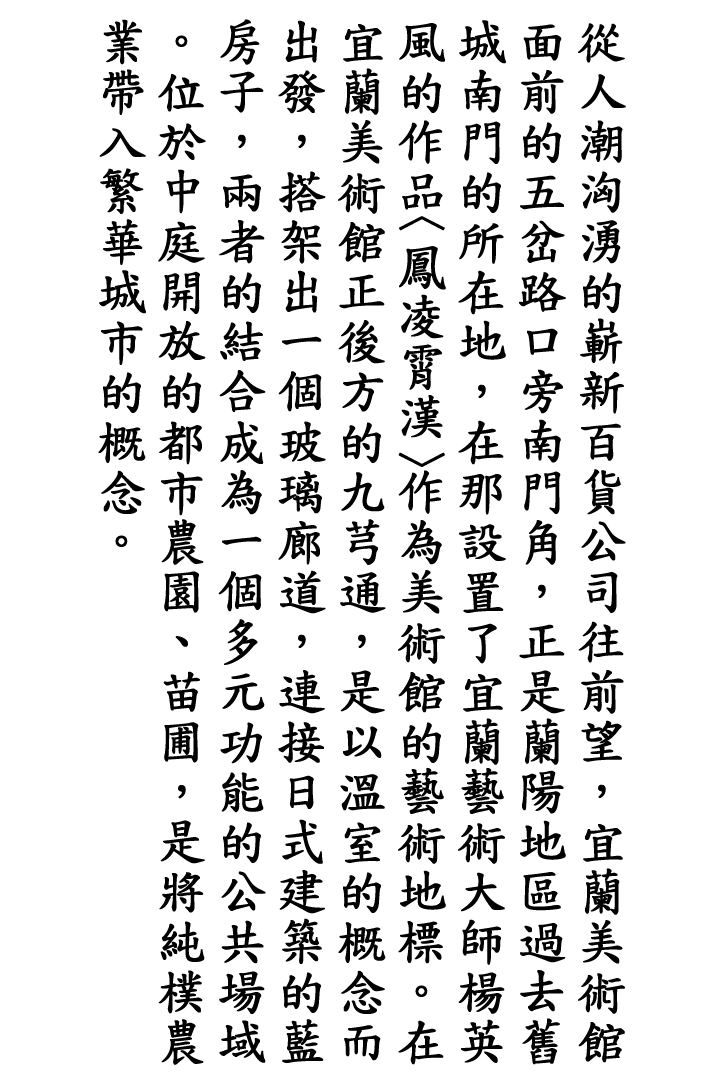 從人潮洶湧的嶄新百貨公司往前望，宜蘭美術館
面前的五岔路口旁南門角，正是蘭陽地區過去舊
城南門的所在地，在那設置了宜蘭藝術大師楊英
風的作品〈鳳凌霄漢〉作為美術館的藝術地標。在
宜蘭美術館正後方的九芎通，是以溫室的概念而
出發，搭架出一個玻璃廊道，連接日式建築的藍
房子，兩者的結合成為一個多元功能的公共場域
。位於中庭開放的都市農園、苗圃，是將純樸農
業帶入繁華城市的概念。